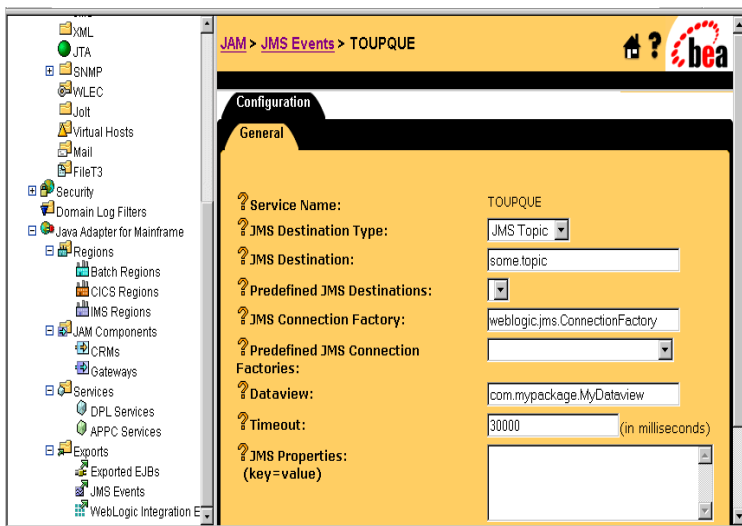 XML
JTA
SNMP
WLEC
Jolt
Virtual Hosts
Mail
FileT3
Security
Domain Log Filters
Java Adapter for Mainframe
Regions
Batch Regions
CICS Regions
IMS Regions
JAM Components
CRMs
Gateways
Services
DPL Services
APPC Services
Exports
Exported EJBs
JMS Events
WebLogic Integration E
JAM > JMS Events > TOUPQUE
?
bea
Configuration
General
?Service Name: TOUPQUE
?JMS Destination Type: JMS Topic
?JMS Destination: some.topic
?Predefined JMS Destinations:
?JMS Connection Factory: weblogic.jms.ConnectionFactory
?Predefined JMS Connection
Factories:
?Dataview: com.mypackage.MyDataview
?Timeout: 30000 (in milliseconds)
?JMS Properties:
(key=value)